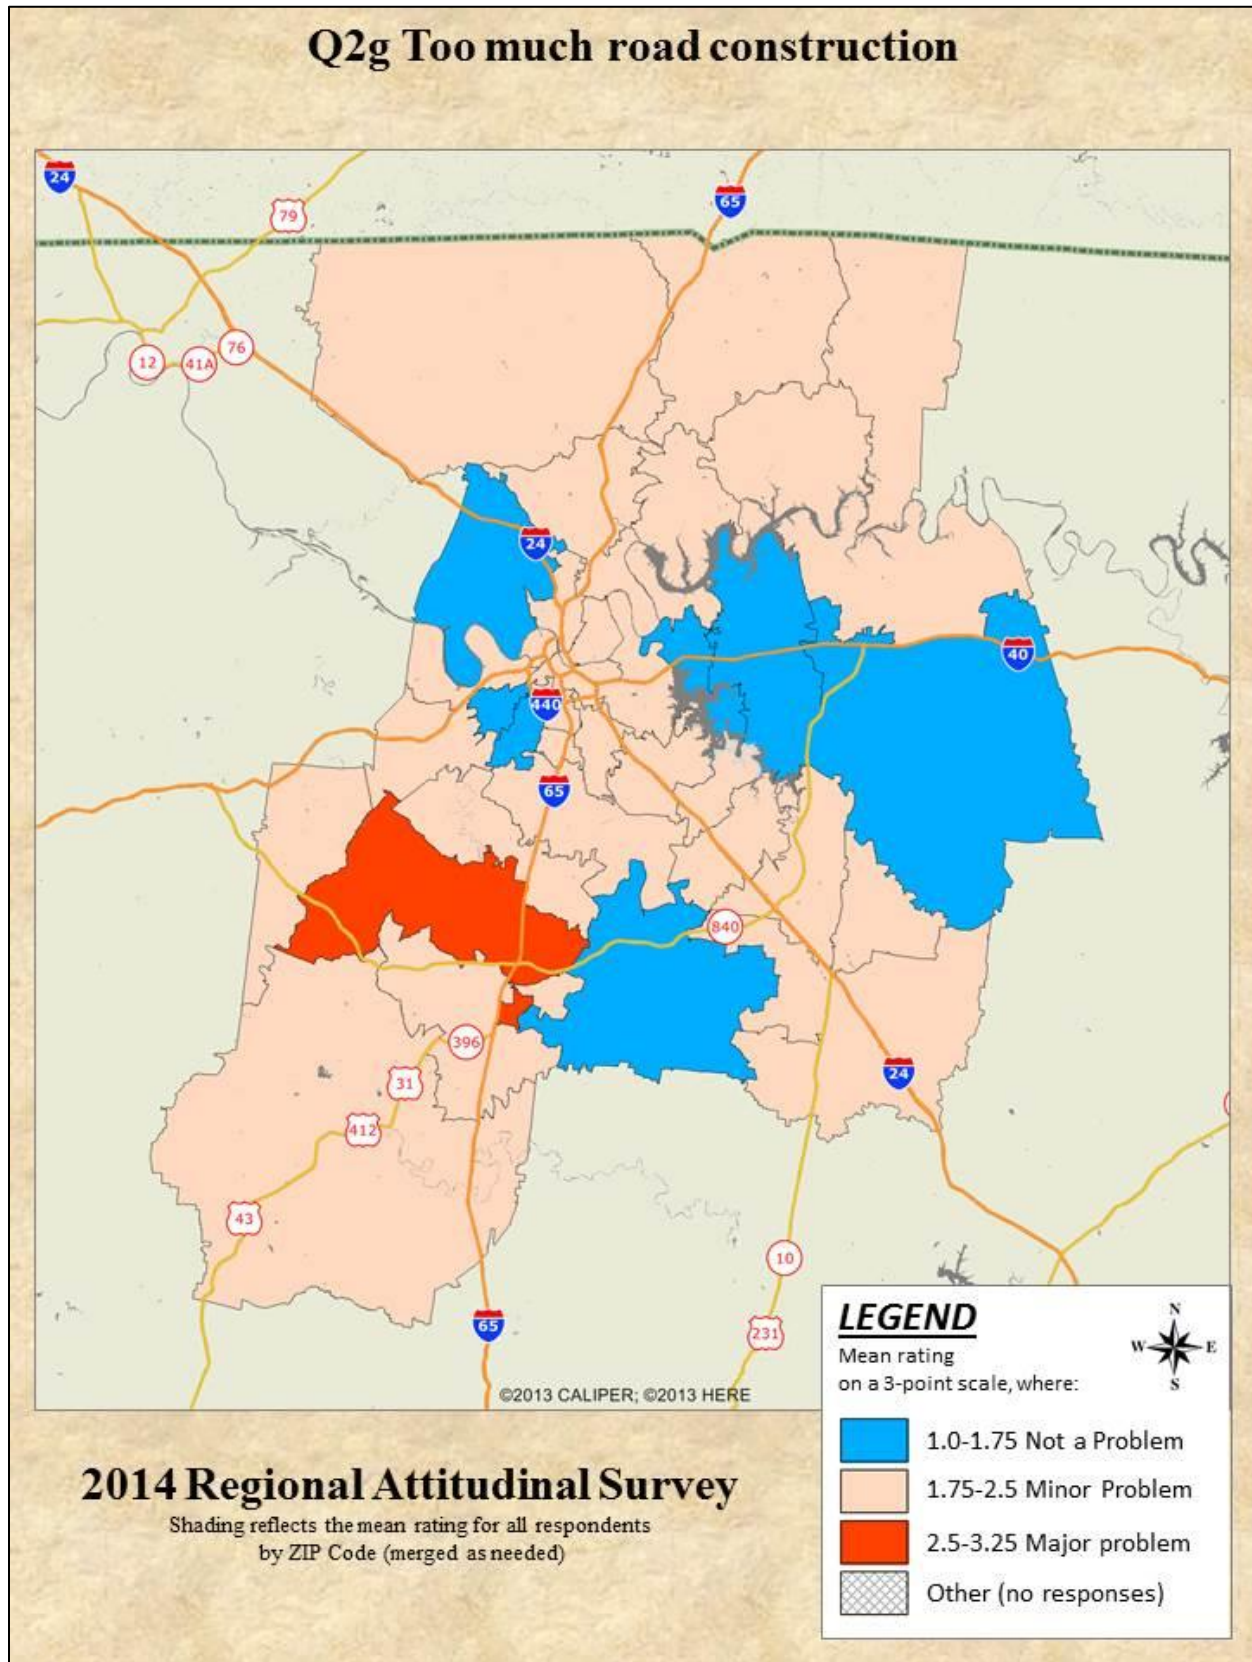 Q2g Too much road construction
24
65
79
76
12
41A
24
40
440
65
840
396
31
24
412
43
10
65
231
©2013 CALIPER; ©2013 HERE
LEGEND
Mean rating
on a 3-point scale, where:
N
W E
S
1.0-1.75 Not a Problem
1.75-2.5 Minor Problem
2.5-3.25 Major problem
Other (no responses)
2014 Regional Attitudinal Survey
Shading reflects the mean rating for all respondents
by ZIP Code (merged as needed)